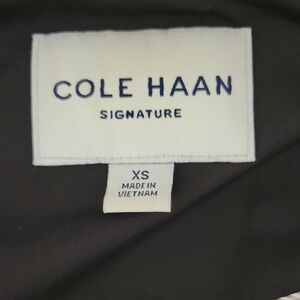 COLE HAAN
SIGNATURE
XS
MADE IN
VIETNAM